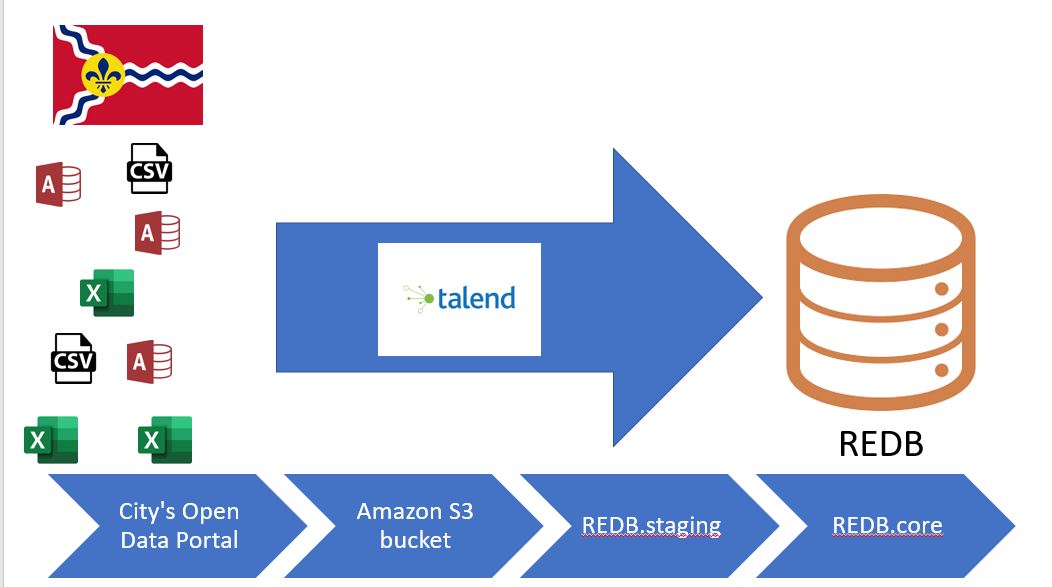 CSV
A
A
X
CSV
A
X
X
talend
REDB
City's Open
Data Portal
Amazon S3
bucket
REDB.staging
REDB.core